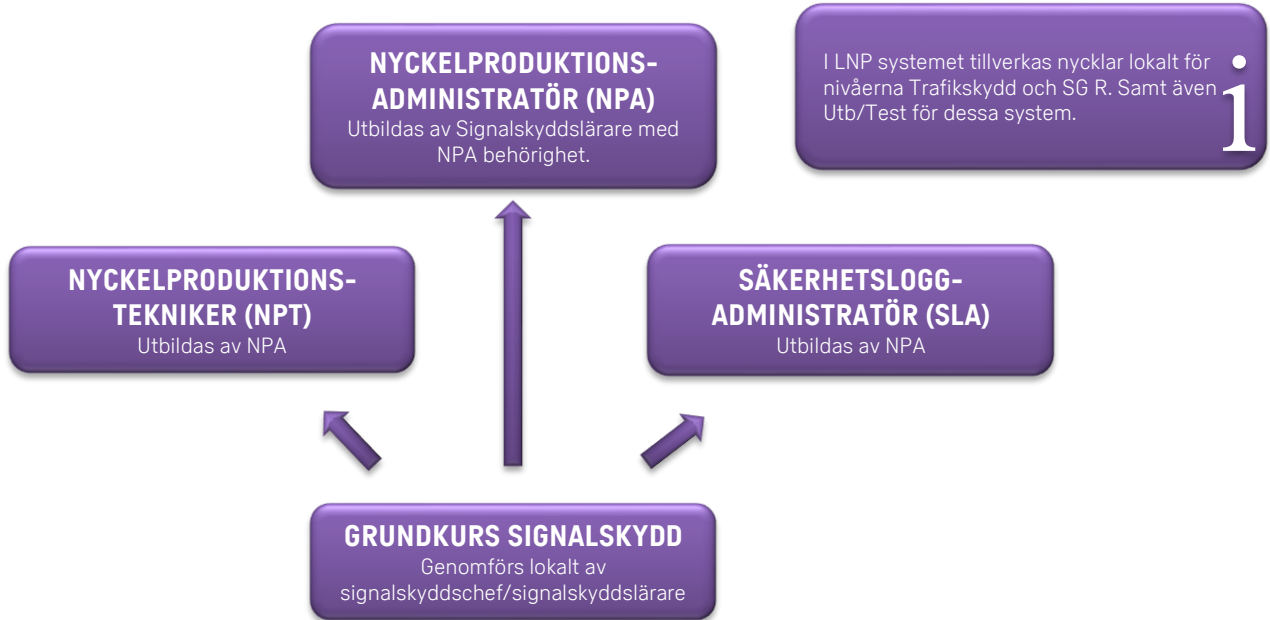 NYCKELPRODUKTIONS-
ADMINISTRATÖR (NPA)
Utbildas av Signalskyddslärare med
NPA behörighet.
I LNP systemet tillverkas nycklar lokalt för
nivåerna Trafikskydd och SG R. Samt även
Utb/Test för dessa system.
i
NYCKELPRODUKTIONS-
TEKNIKER (NPT)
Utbildas av NPA
SÄKERHETSLOGG-
ADMINISTRATÖR (SLA)
Utbildas av NPA
GRUNDKURS SIGNALSKYDD
Genomförs lokalt av
signalskyddschef/signalskyddslärare